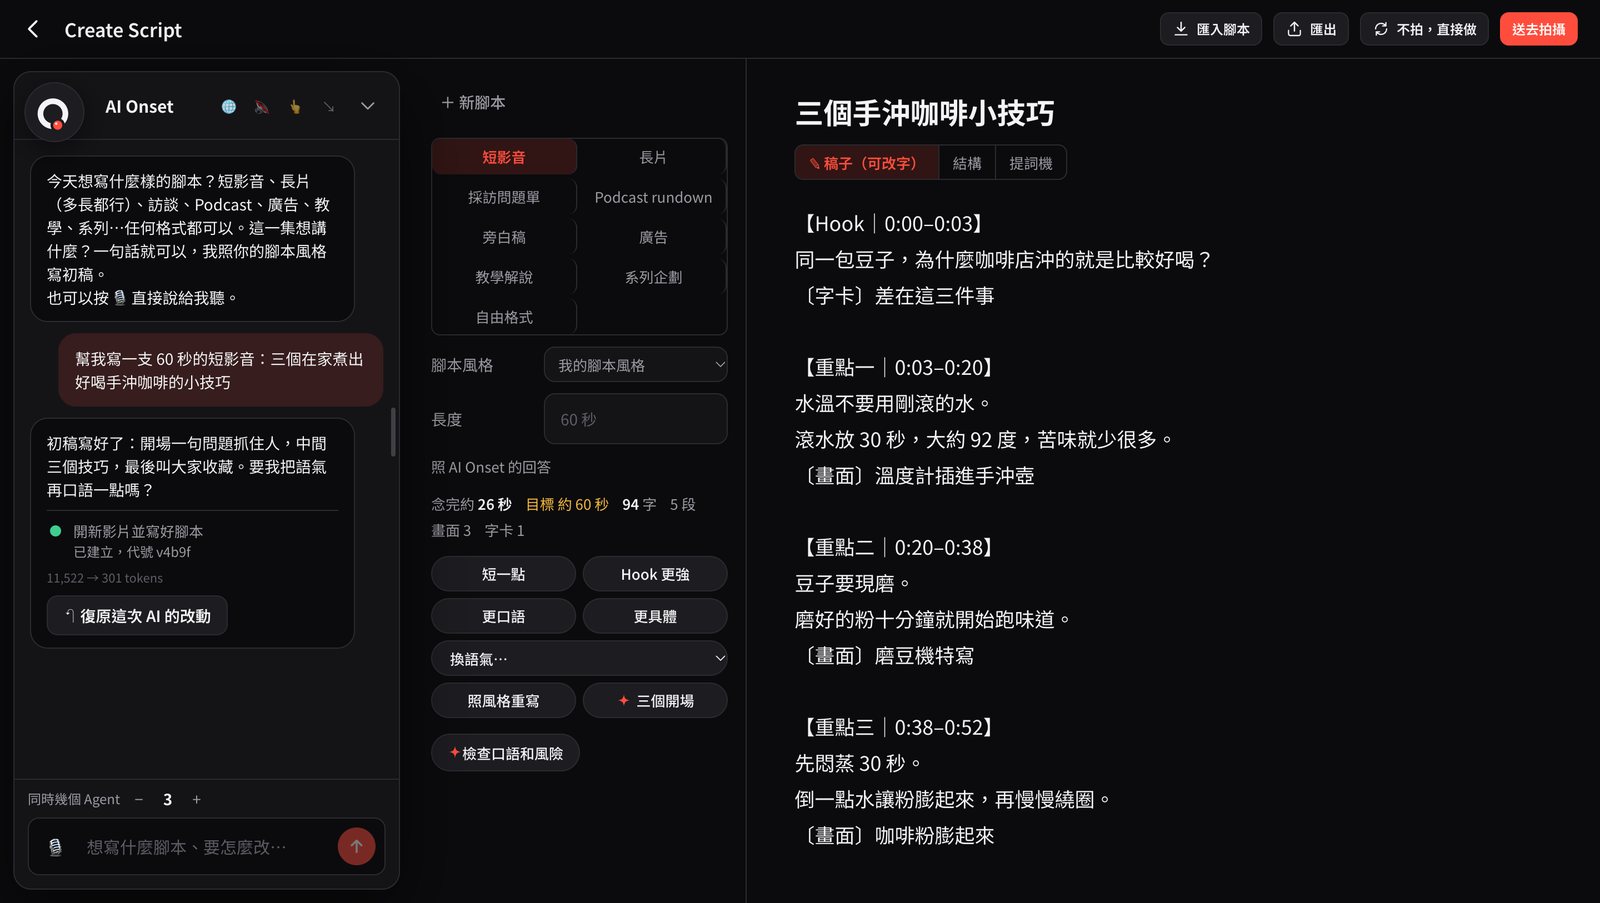 Create Script
匯入腳本
匯出
不拍，直接做
送去拍攝
AI Onset
今天想寫什麼樣的腳本？短影音、長片
（多長都行）、訪談、Podcast、廣告、教
學、系列…任何格式都可以。這一集想講
什麼？一句話就可以，我照你的腳本風格
寫初稿。
也可以按🎙️直接說給我聽。
幫我寫一支 60 秒的短影音：三個在家煮出
好喝手沖咖啡的小技巧
初稿寫好了：開場一句問題抓住人，中間
三個技巧，最後叫大家收藏。要我把語氣
再口語一點嗎？
開新影片並寫好腳本
已建立，代號 v4b9f
11,522 → 301 tokens
復原這次 AI 的改動
同時幾個 Agent − 3 +
想寫什麼腳本、要怎麼改…
＋ 新腳本
短影音
長片
採訪問題單
Podcast rundown
旁白稿
廣告
教學解說
系列企劃
自由格式
腳本風格
我的腳本風格
長度
60 秒
照 AI Onset 的回答
念完約 26 秒 目標 約 60 秒 94 字 5 段
畫面 3 字卡 1
短一點
Hook 更強
更口語
更具體
換語氣…
照風格重寫
✦ 三個開場
✦檢查口語和風險
三個手沖咖啡小技巧
✎ 稿子（可改字）
結構
提詞機
【Hook｜0:00–0:03】
同一包豆子，為什麼咖啡店沖的就是比較好喝？
〔字卡〕差在這三件事
【重點一｜0:03–0:20】
水溫不要用剛滾的水。
滾水放 30 秒，大約 92 度，苦味就少很多。
〔畫面〕溫度計插進手沖壺
【重點二｜0:20–0:38】
豆子要現磨。
磨好的粉十分鐘就開始跑味道。
〔畫面〕磨豆機特寫
【重點三｜0:38–0:52】
先悶蒸 30 秒。
倒一點水讓粉膨起來，再慢慢繞圈。
〔畫面〕咖啡粉膨起來